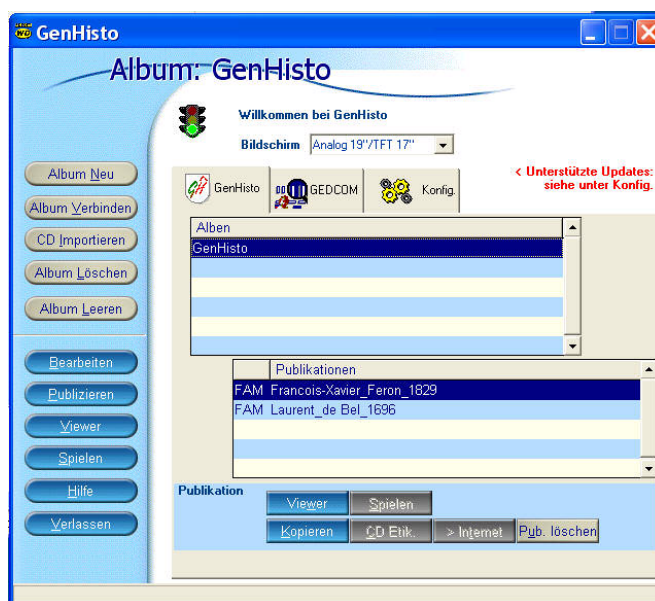 GenHisto
Album: GenHisto
Willkommen bei GenHisto
Bildschirm Analog 19"/TFT 17"
< Unterstützte Updates:
siehe unter Konfig.
GenHisto GEDCOM Konfig.
Album Neu
Album Verbinden
CD Importieren
Album Löschen
Album Leeren
Alben
GenHisto
Bearbeiten
Publizieren
Viewer
Spielen
Hilfe
Verlassen
Publikationen
FAM Francois-Xavier_Feron_1829
FAM Laurent_de Bel_1696
Publikation
Viewer Spielen
Kopieren CD Etik. > Internet Pub. löschen